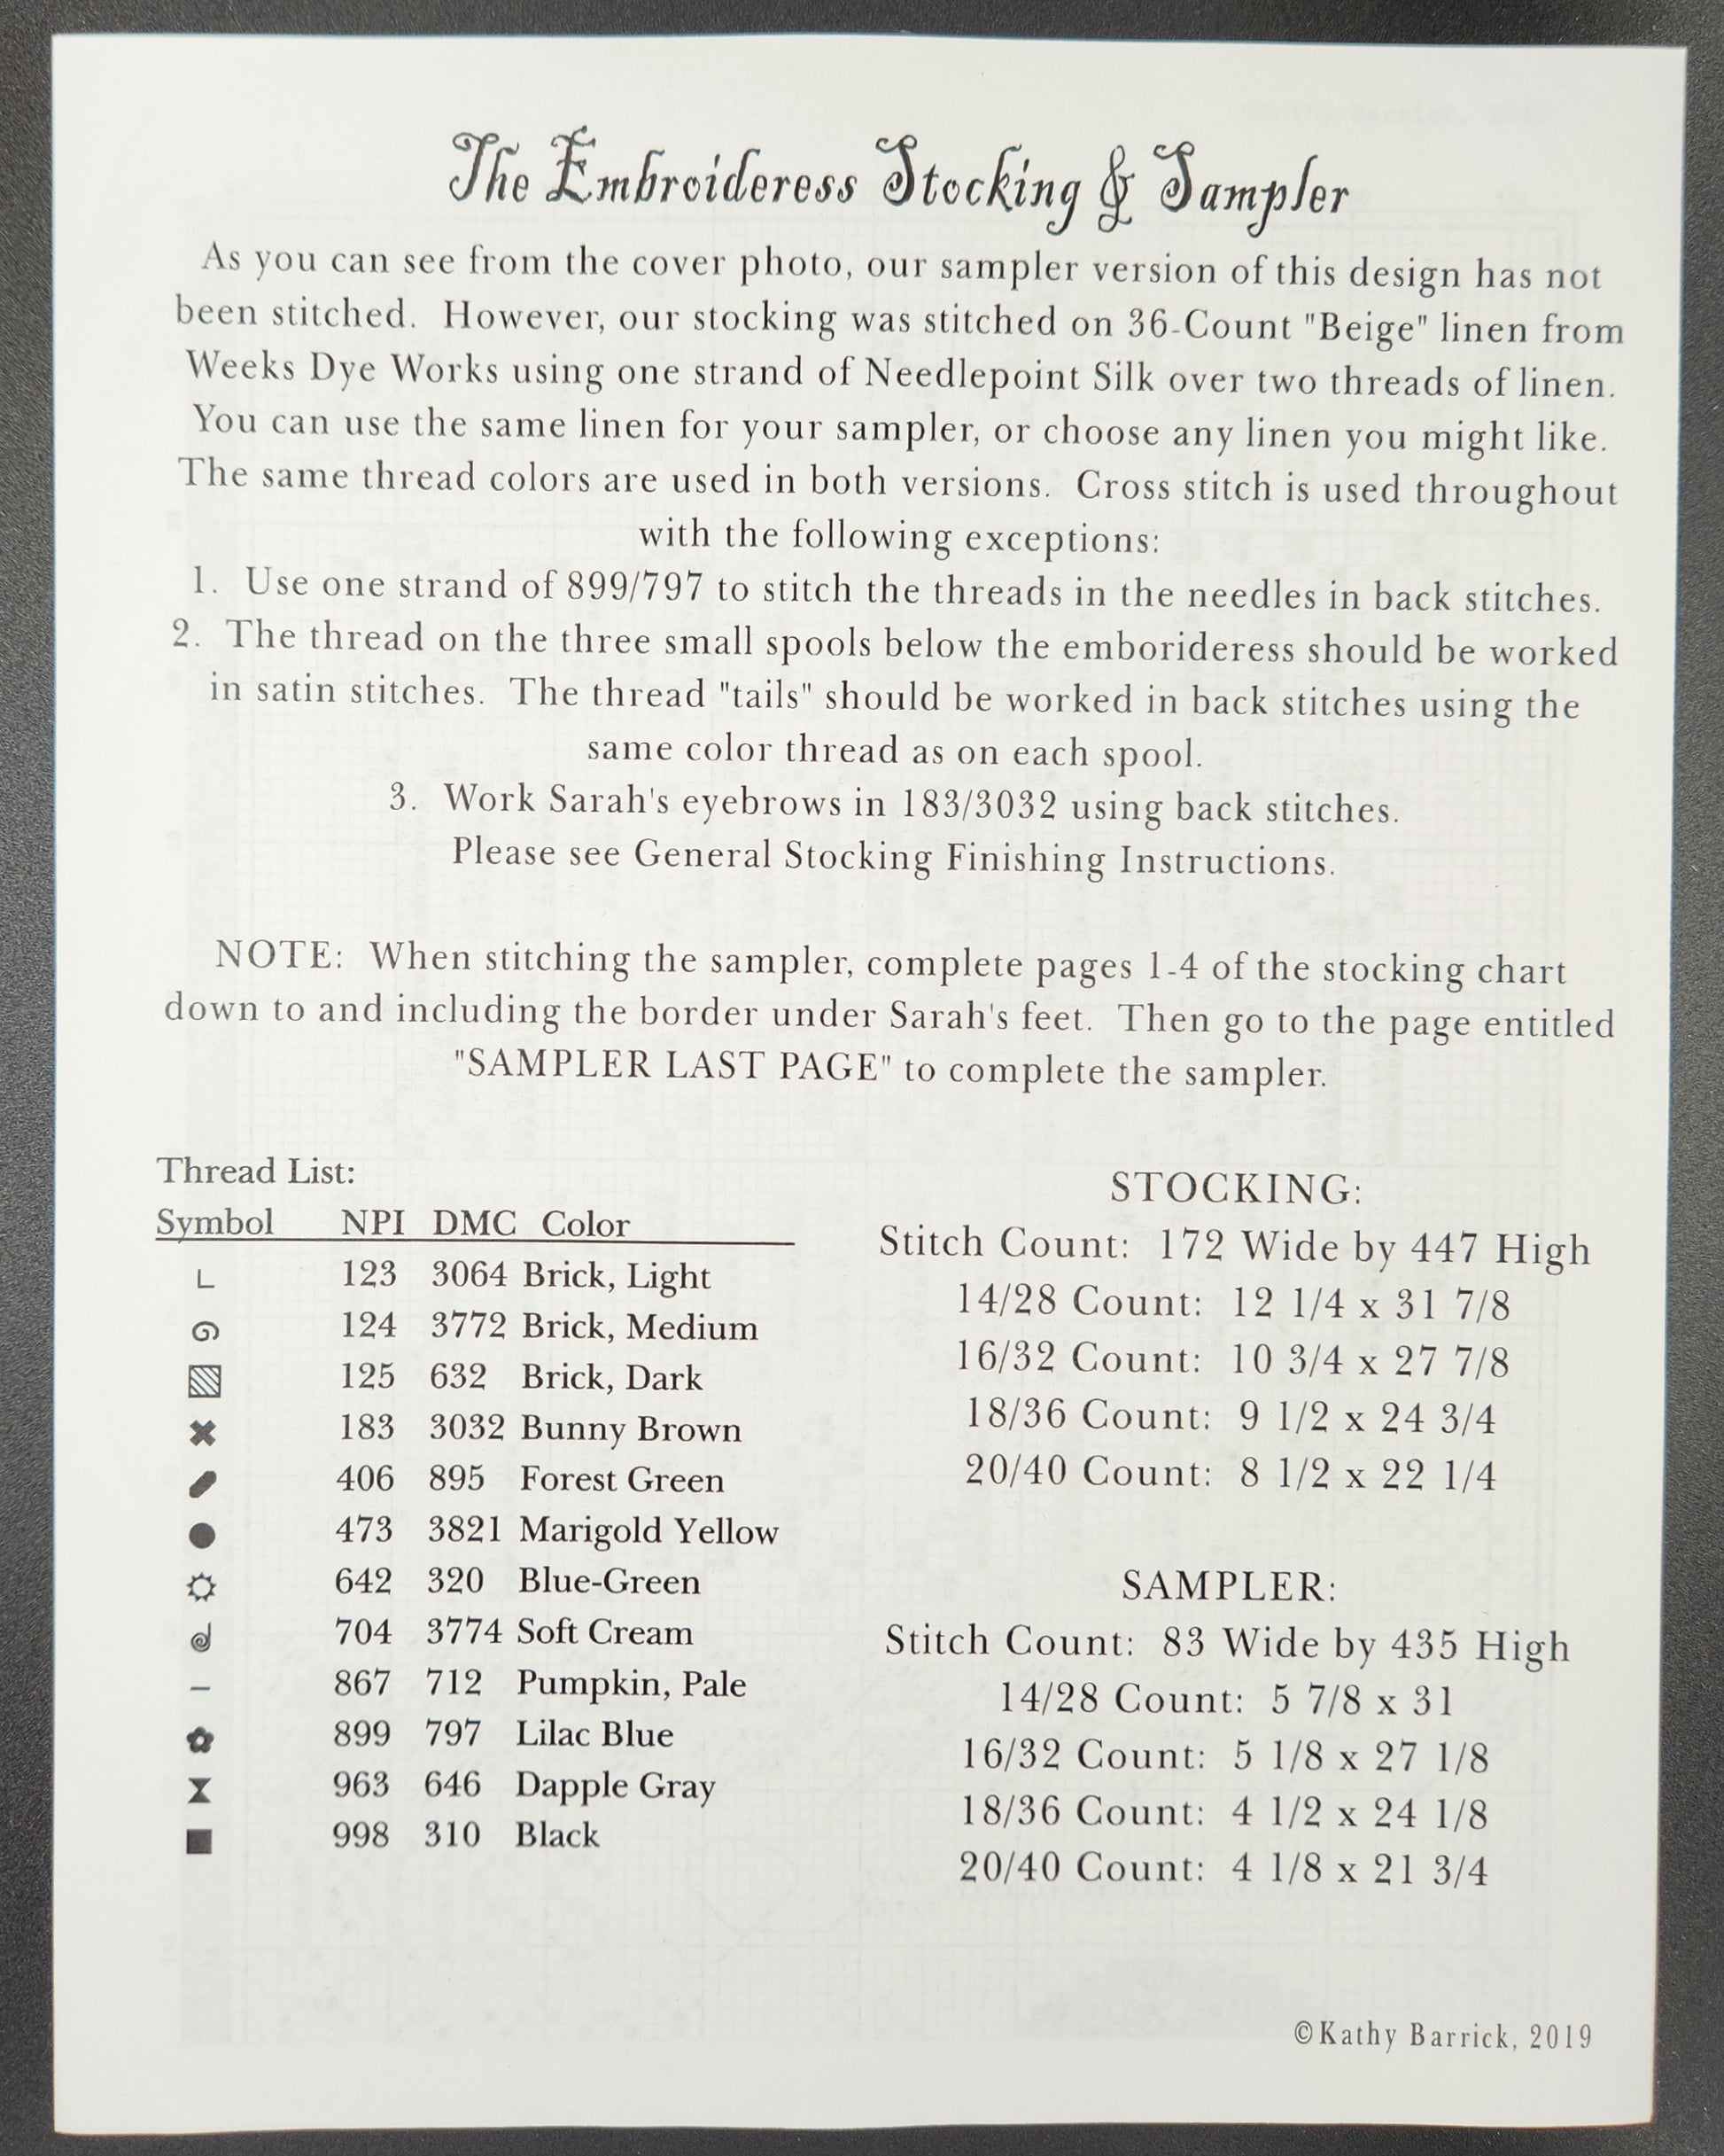 The Embroideress Stocking & Sampler
As you can see from the cover photo, our sampler version of this design has not
been stitched. However, our stocking was stitched on 36-Count "Beige" linen from
Weeks Dye Works using one strand of Needlepoint Silk over two threads of linen.
You can use the same linen for your sampler, or choose any linen you might like.
The same thread colors are used in both versions. Cross stitch is used throughout
with the following exceptions:
1. Use one strand of 899/797 to stitch the threads in the needles in back stitches.
2. The thread on the three small spools below the emborideress should be worked
in satin stitches. The thread "tails" should be worked in back stitches using the
same color thread as on each spool.
3. Work Sarah's eyebrows in 183/3032 using back stitches.
Please see General Stocking Finishing Instructions.
NOTE: When stitching the sampler, complete pages 1-4 of the stocking chart
down to and including the border under Sarah's feet. Then go to the page entitled
"SAMPLER LAST PAGE" to complete the sampler.
Thread List:
Symbol NPI DMC Color
123 3064 Brick, Light
124 3772 Brick, Medium
125 632 Brick, Dark
183 3032 Bunny Brown
406 895 Forest Green
473 3821 Marigold Yellow
642 320 Blue-Green
704 3774 Soft Cream
867 712 Pumpkin, Pale
899 797 Lilac Blue
963 646 Dapple Gray
998 310 Black
STOCKING:
Stitch Count: 172 Wide by 447 High
14/28 Count: 12 1/4 x 31 7/8
16/32 Count: 10 3/4 x 27 7/8
18/36 Count: 9 1/2 x 24 3/4
20/40 Count: 8 1/2 x 22 1/4
SAMPLER:
Stitch Count: 83 Wide by 435 High
14/28 Count: 5 7/8 x 31
16/32 Count: 5 1/8 x 27 1/8
18/36 Count: 4 1/2 x 24 1/8
20/40 Count: 4 1/8 x 21 3/4
©Kathy Barrick, 2019